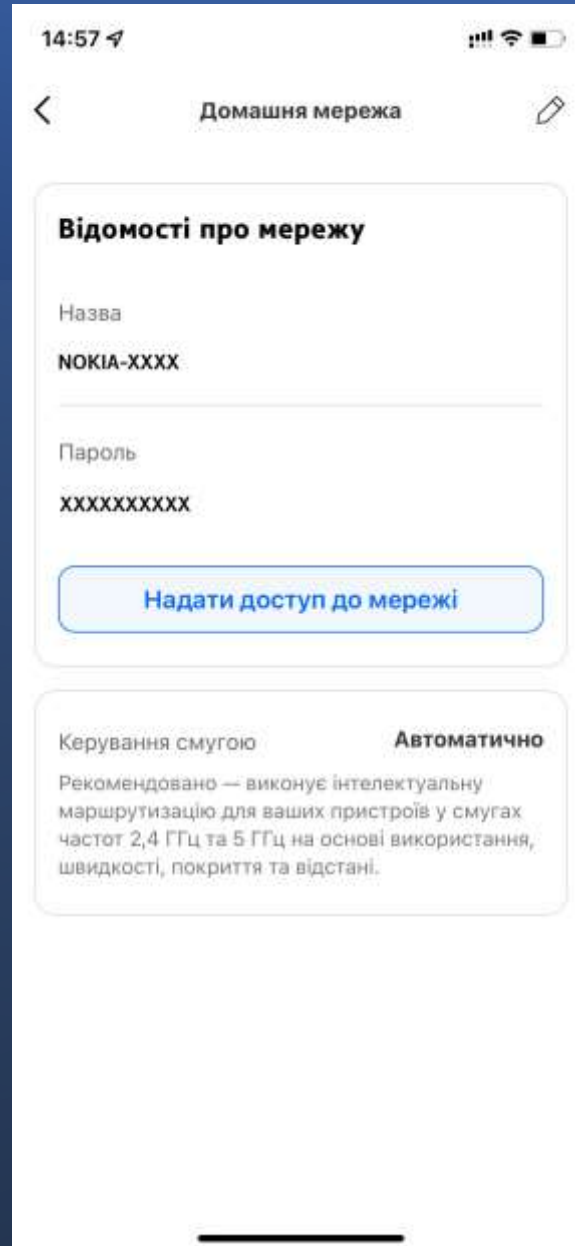 14:57
Домашня мережа
Відомості про мережу
Назва
NOKIA-XXXX
Пароль
XXXXXXXXXX
Надати доступ до мережі
Керування смугою
Автоматично
Рекомендовано — виконує інтелектуальну
маршрутизацію для ваших пристроїв у смугах
частот 2,4 ГГц та 5 ГГц на основі використання,
швидкості, покриття та відстані.